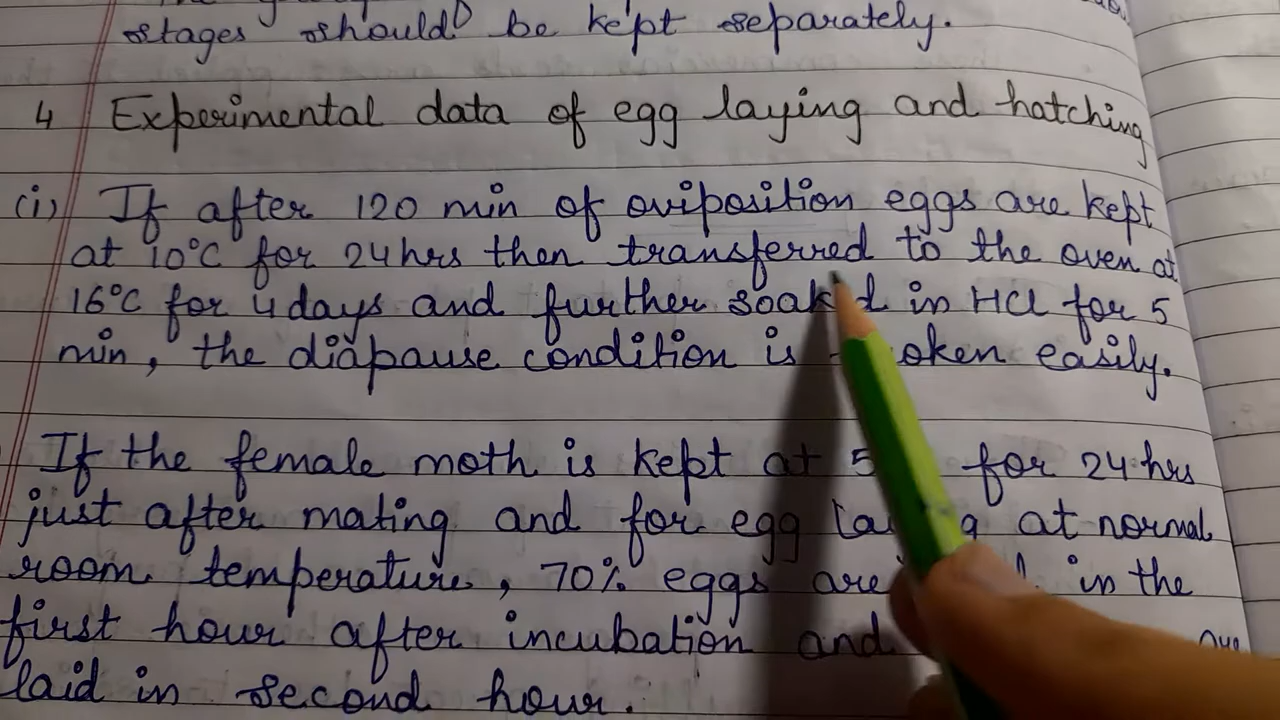 stages should be kept separately.
4 Experimental data of egg laying and hatching
(i) If after 120 min of oviposition eggs are kept
at 10°C for 24hrs then transferred to the oven at
16°C for 4 days and further soaked in HCl for 5
min, the diapause condition is oken easily.
If the female moth is kept at 5 for 24 hrs
just after mating and for egg at normal
room temperature, 70% eggs are in the
first hour after incubation and
laid in second hour.